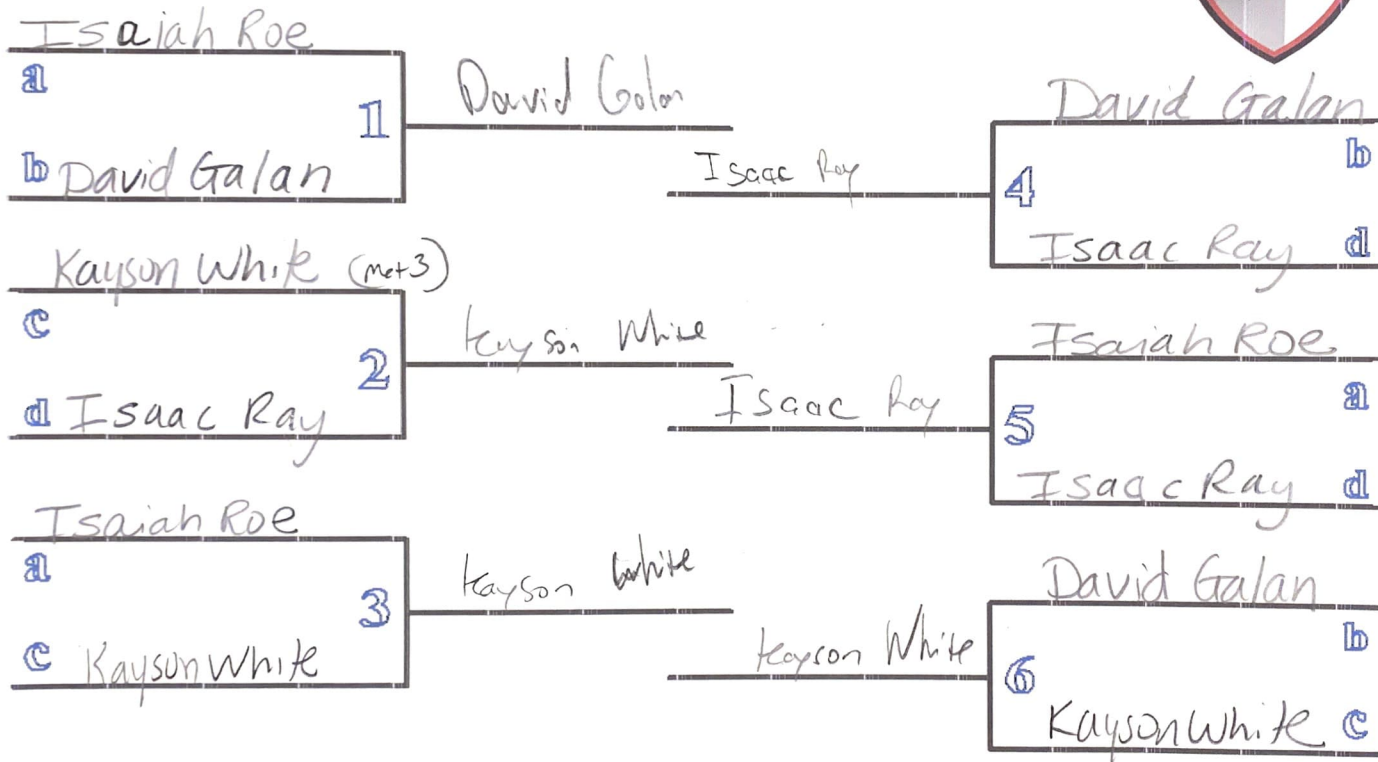 Isaiah Roe
a
1
b David Galan
David Golan
Kayson White (met3)
c
2
d Isaac Ray
Kayson White
Isaiah Roe
a
3
c Kayson White
Kayson White
David Galan
b
4
Isaac Ray d
Isaac Ray
Isaiah Roe
a
5
Isaac Ray d
Isaac Ray
David Galan
b
6
Kayson White c
Kayson White